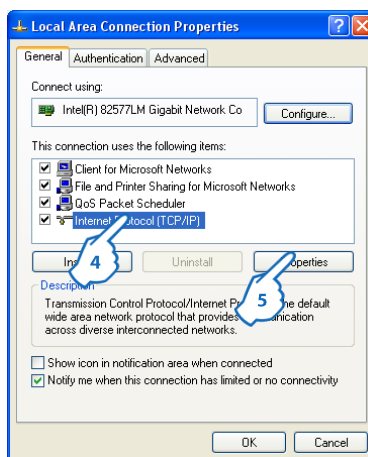 Local Area Connection Properties
General Authentication Advanced
Connect using:
Intel(R) 82577LM Gigabit Network Co
Configure...
This connection uses the following items:
Client for Microsoft Networks
File and Printer Sharing for Microsoft Networks
QoS Packet Scheduler
Internet (TCP/IP)
4
Uninstall
5
Description
Transmission Control Protocol/Internet default
wide area network protocol that provides
across diverse interconnected networks.
Show icon in notification area when connected
Notify me when this connection has limited or no connectivity
OK Cancel